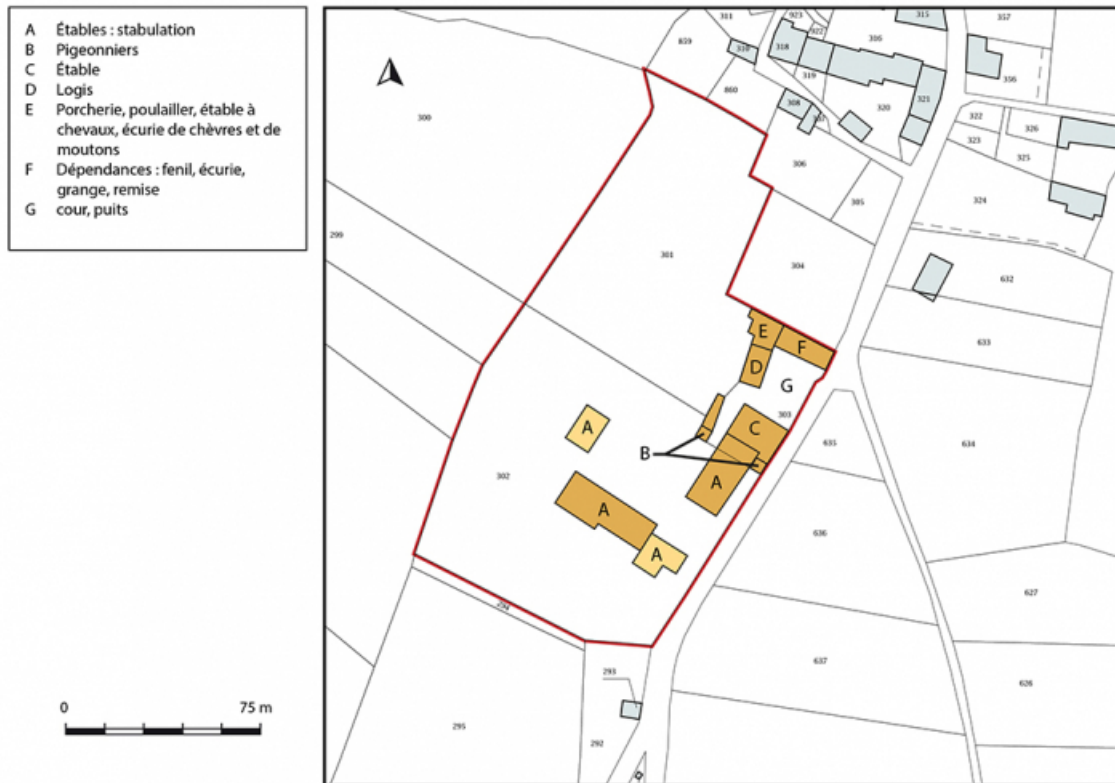 A Étables : stabulation
B Pigeonniers
C Étable
D Logis
E Porcherie, poulailler, étable à
chevaux, écurie de chèvres et de
moutons
F Dépendances : fenil, écurie,
grange, remise
G cour, puits
0 75 m
311
923
922
315
357
859
310
318
316
356
319
860
308
320
321
322
326
323
325
300
306
305
324
299
301
304
632
633
E
F
D
G
303
C
A
B
635
634
302
A
A
A
636
627
294
637
626
293
295
292